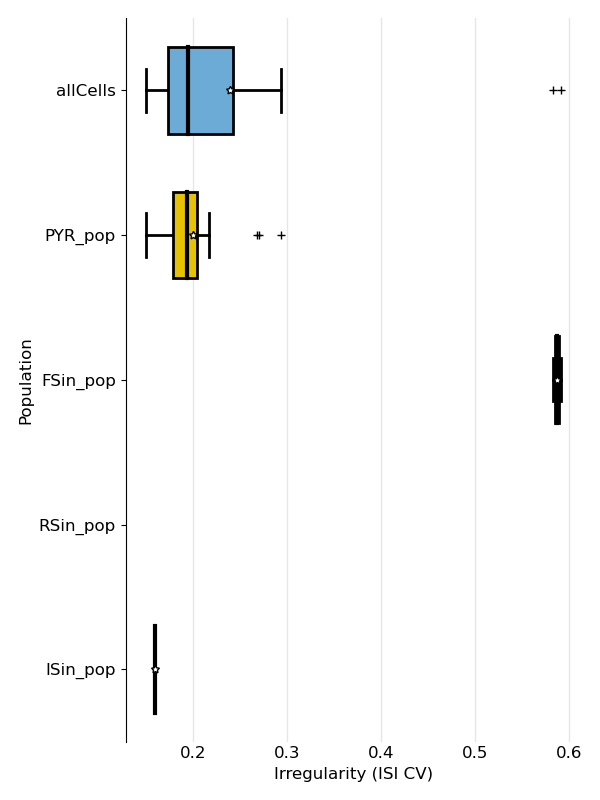 allCells
PYR_pop
FSin_pop
RSin_pop
ISin_pop
Population
0.2 0.3 0.4 0.5 0.6
Irregularity (ISI CV)